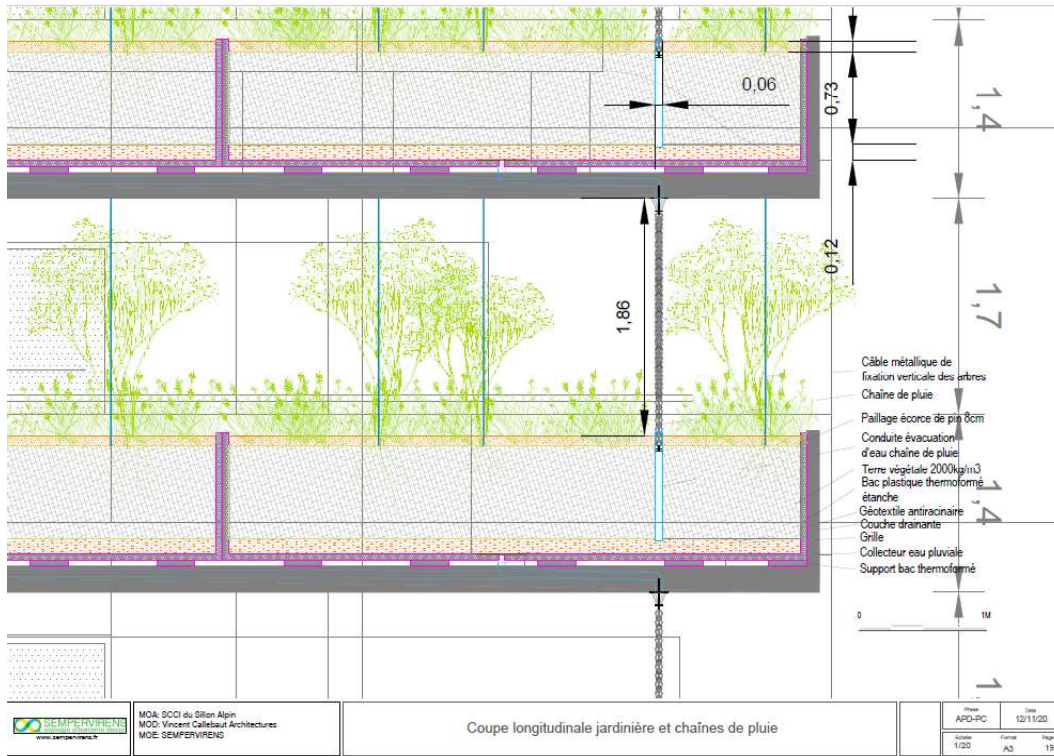 0,06
0,73
0,12
1,4
1,7
1,86
Câble métallique de
fixation verticale des arbres
Chaîne de pluie
Paillage écorce de pin 8cm
Conduite évacuation
d'eau chaîne de pluie
Terre végétale 2000kg/m3
Bac plastique thermoformé
étanche
Géotextile antiracinaire
Couche drainante
Grille
Collecteur eau pluviale
Support bac thermoformé
1,4
0 1M
1
SEMPERVIRENS
www.sempervirens.fr
MOA: SCCI du Sillon Alpin
MOD: Vincent Callebaut Architectures
MOE: SEMPERVIRENS
Coupe longitudinale jardinière et chaînes de pluie
Phase
APD-PC
Date
12/11/20
Echelle
1/20
Format
A3
Page
19